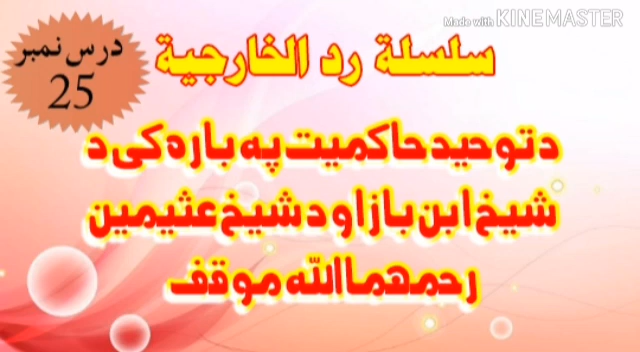 Made with KINEMASTER
درس نمبر
25
سلسلة رد الخارجية
د توحید حاکمیت په باره کی د
شیخ ابن باز او د شیخ عثیمین
رحمهما الله موقف